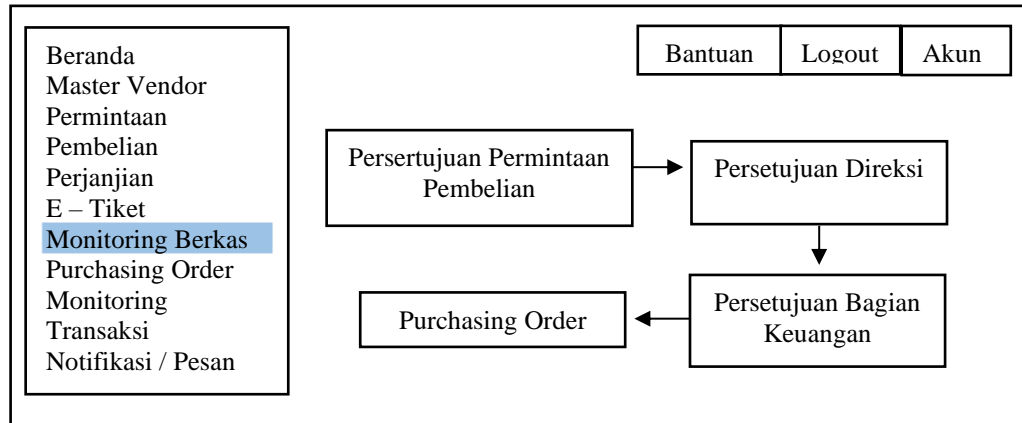 Beranda
Master Vendor
Permintaan
Pembelian
Perjanjian
E – Tiket
Monitoring Berkas
Purchasing Order
Monitoring
Transaksi
Notifikasi / Pesan
Bantuan
Logout
Akun
Persertujuan Permintaan
Pembelian
Persetujuan Direksi
Persetujuan Bagian
Keuangan
Purchasing Order